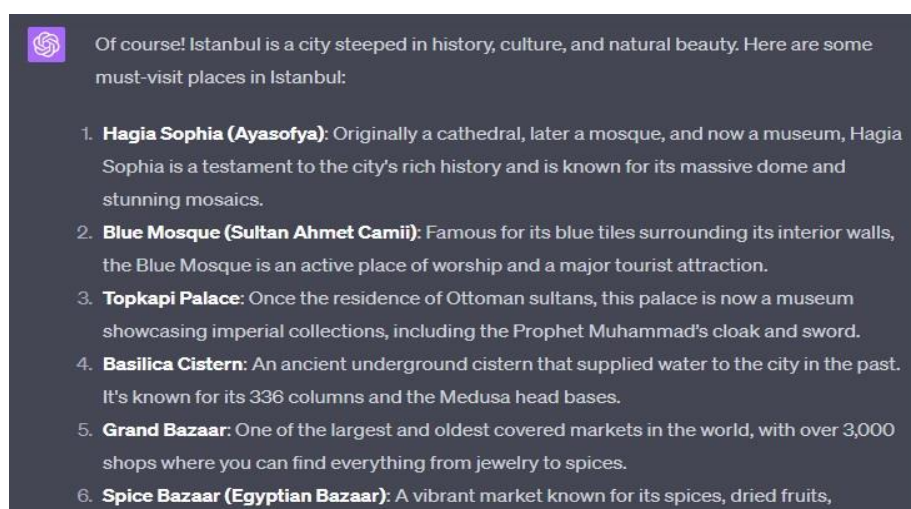 Of course! Istanbul is a city steeped in history, culture, and natural beauty. Here are some
must-visit places in Istanbul:
1. Hagia Sophia (Ayasofya): Originally a cathedral, later a mosque, and now a museum, Hagia
Sophia is a testament to the city's rich history and is known for its massive dome and
stunning mosaics.
2. Blue Mosque (Sultan Ahmet Camii): Famous for its blue tiles surrounding its interior walls,
the Blue Mosque is an active place of worship and a major tourist attraction.
3. Topkapi Palace: Once the residence of Ottoman sultans, this palace is now a museum
showcasing imperial collections, including the Prophet Muhammad's cloak and sword.
4. Basilica Cistern: An ancient underground cistern that supplied water to the city in the past.
It's known for its 336 columns and the Medusa head bases.
5. Grand Bazaar: One of the largest and oldest covered markets in the world, with over 3,000
shops where you can find everything from jewelry to spices.
6. Spice Bazaar (Egyptian Bazaar): A vibrant market known for its spices, dried fruits,